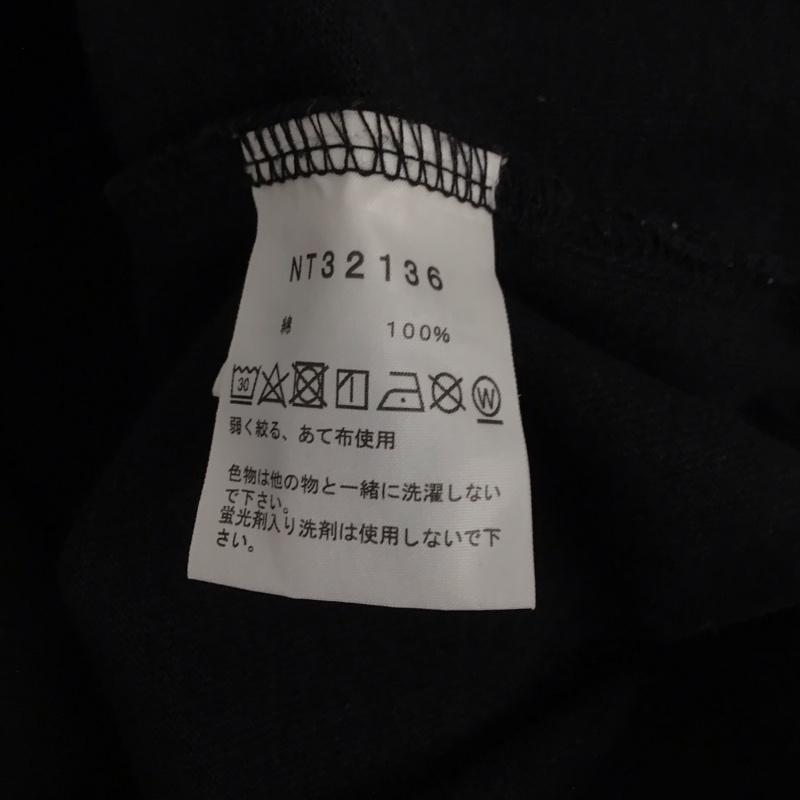 NT32136
綿 100%
30 W
弱く絞る、あて布使用
色物は他の物と一緒に洗濯しない
で下さい。
蛍光剤入り洗剤は使用しないで下
さい。